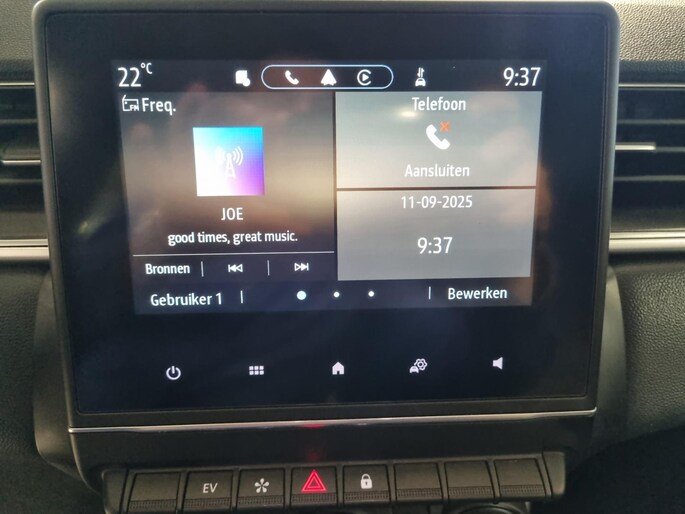 22°C
9:37
FM Freq.
Telefoon
Aansluiten
JOE
good times, great music.
11-09-2025
9:37
Bronnen
Gebruiker 1
Bewerken
EV